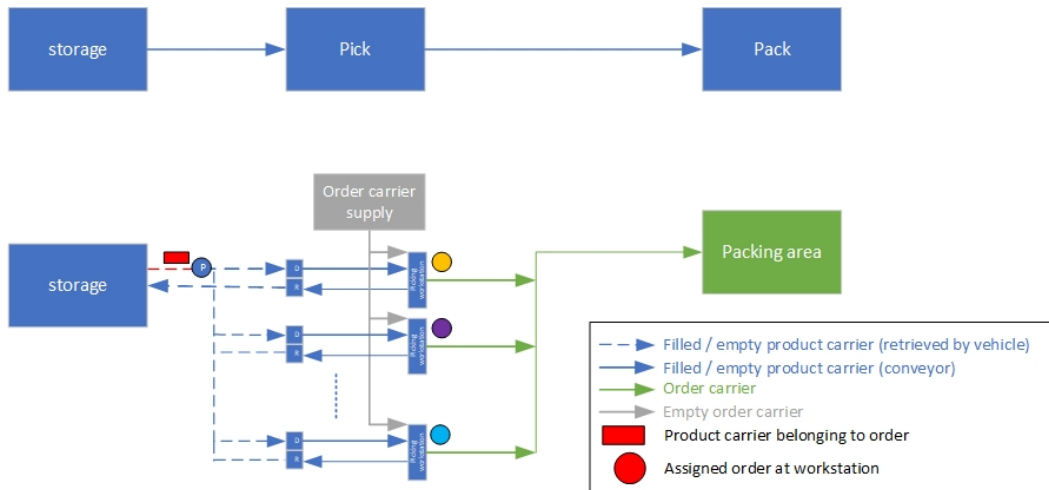 storage
Pick
Pack
Order carrier
supply
storage
P
D
R
Picking
workstation
Packing area
D
R
Picking
workstation
D
R
Picking
workstation
Filled / empty product carrier (retrieved by vehicle)
Filled / empty product carrier (conveyor)
Order carrier
Empty order carrier
Product carrier belonging to order
Assigned order at workstation